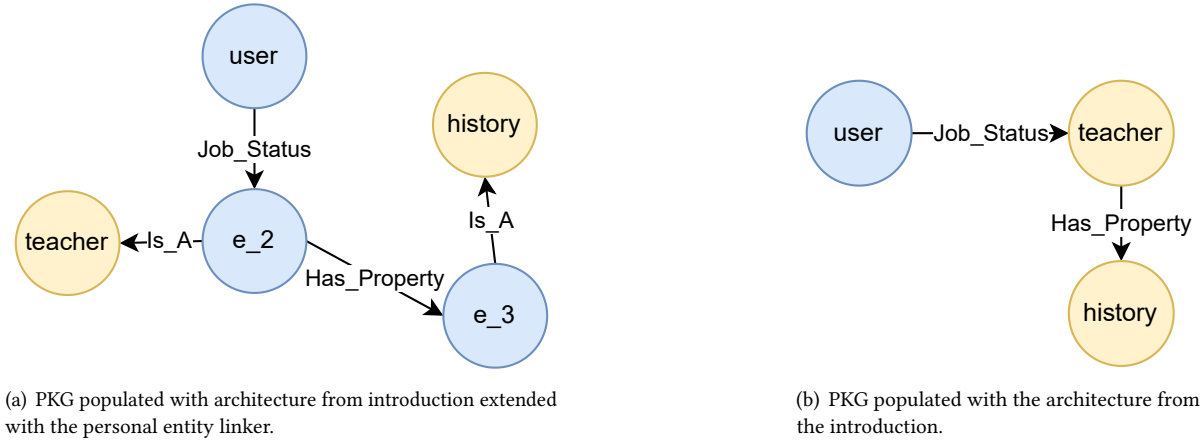 user
Job_Status
history
teacher
Is_A
e_2
Is_A
Has_Property
e_3
(a) PKG populated with architecture from introduction extended
with the personal entity linker.
user
Job_Status
teacher
Has_Property
history
(b) PKG populated with the architecture from
the introduction.